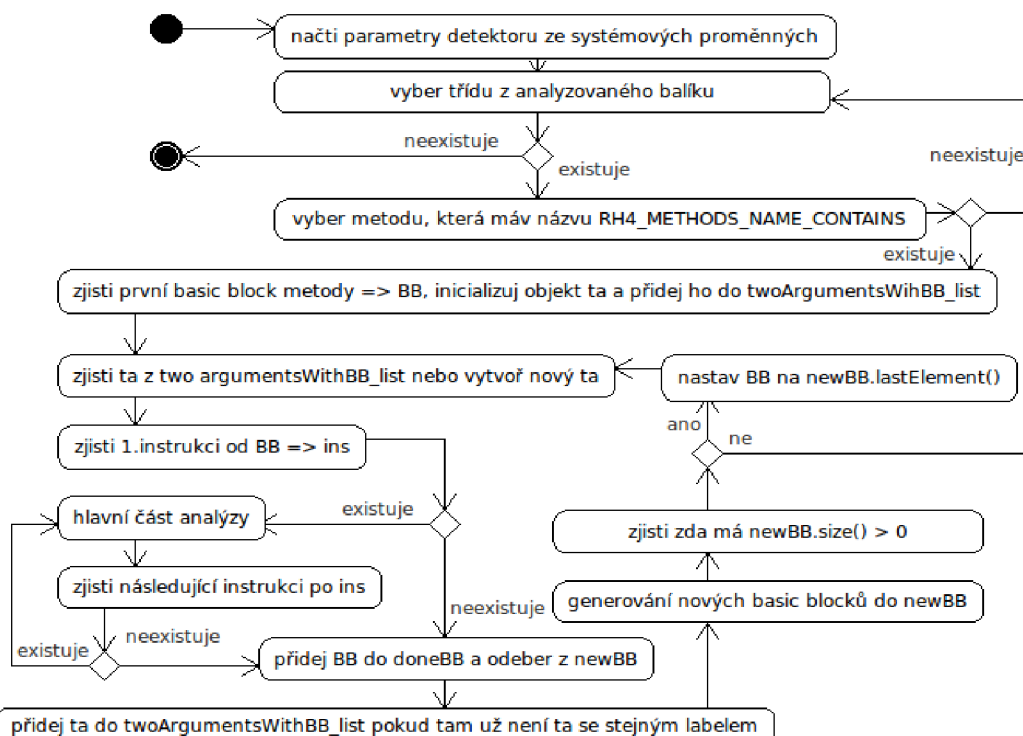 načti parametry detektoru ze systémových proměnných
vyber třídu z analyzovaného balíku
neexistuje
existuje
neexistuje
vyber metodu, která máv názvu RH4_METHODS_NAME_CONTAINS
existuje
zjisti první basic block metody => BB, inicializuj objekt ta a přidej ho do twoArgumentsWihBB_list
zjisti ta z two argumentsWithBB_list nebo vytvoř nový ta
nastav BB na newBB.lastElement()
ano
ne
zjisti 1.instrukci od BB => ins
hlavní část analýzy
existuje
zjisti zda má newBB.size() > 0
zjisti následující instrukci po ins
generování nových basic blocků do newBB
neexistuje
neexistuje
existuje
přidej BB do doneBB a odeber z newBB
přidej ta do twoArgumentsWithBB_list pokud tam už není ta se stejným labelem